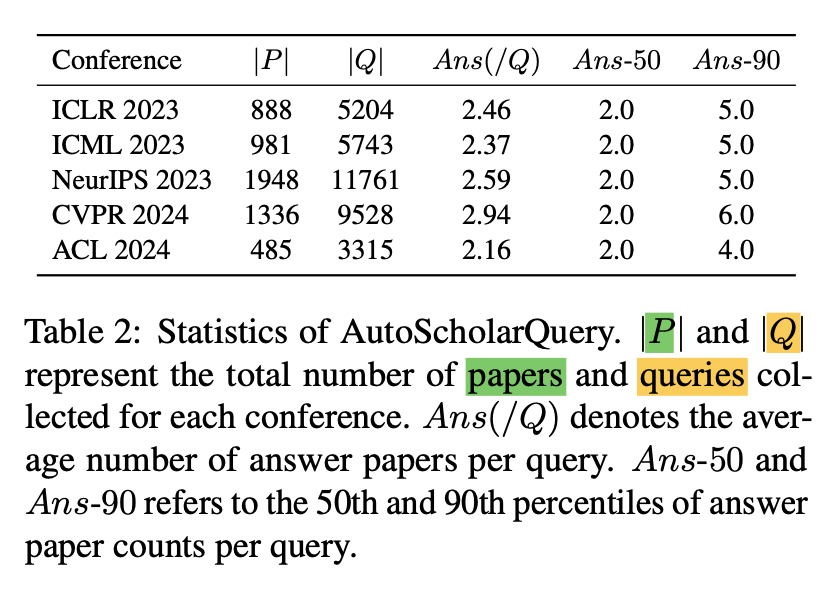 Conference |P| |Q| Ans(/Q) Ans-50 Ans-90
ICLR 2023 888 5204 2.46 2.0 5.0
ICML 2023 981 5743 2.37 2.0 5.0
NeurIPS 2023 1948 11761 2.59 2.0 5.0
CVPR 2024 1336 9528 2.94 2.0 6.0
ACL 2024 485 3315 2.16 2.0 4.0
Table 2: Statistics of AutoScholarQuery. |P| and |Q|
represent the total number of papers and queries col-
lected for each conference. Ans(/Q) denotes the aver-
age number of answer papers per query. Ans-50 and
Ans-90 refers to the 50th and 90th percentiles of answer
paper counts per query.